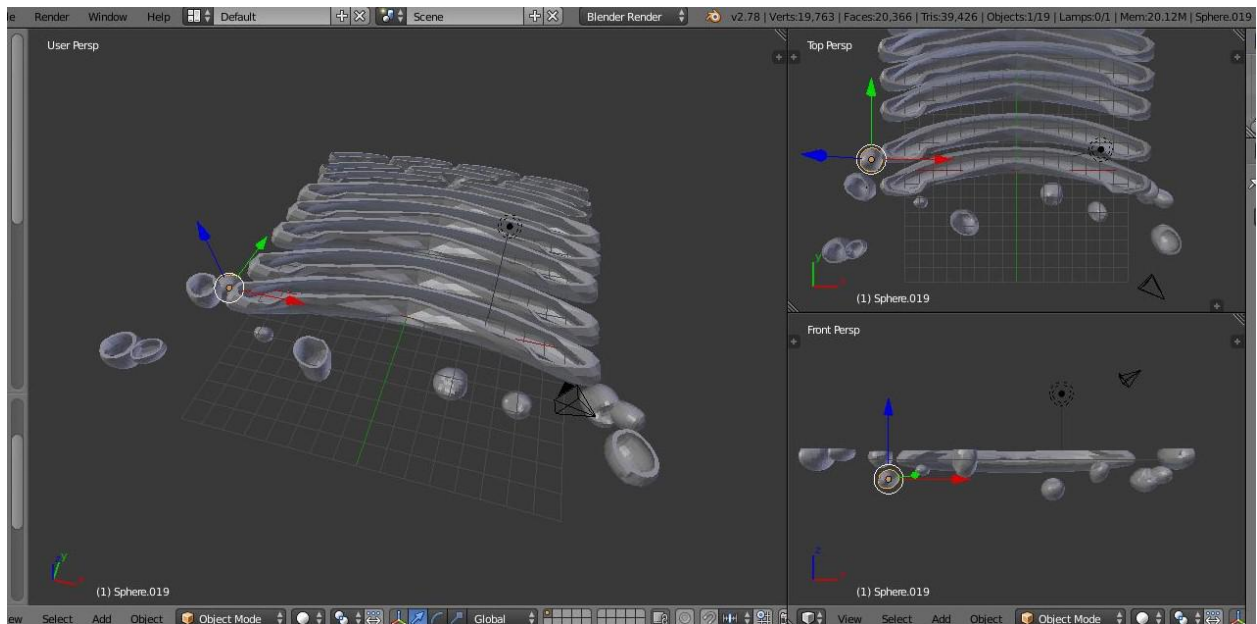 le Render Window Help Default Scene Blender Render v2.78 | Verts:19,763 | Faces:20,366 | Tris:39,426 | Objects:1/19 | Lamps:0/1 | Mem:20.12M | Sphere.019
User Persp
Top Persp
y
x
(1) Sphere.019
Front Persp
z
x
(1) Sphere.019
y
x
(1) Sphere.019
ew Select Add Object Object Mode Global View Select Add Object Object Mode